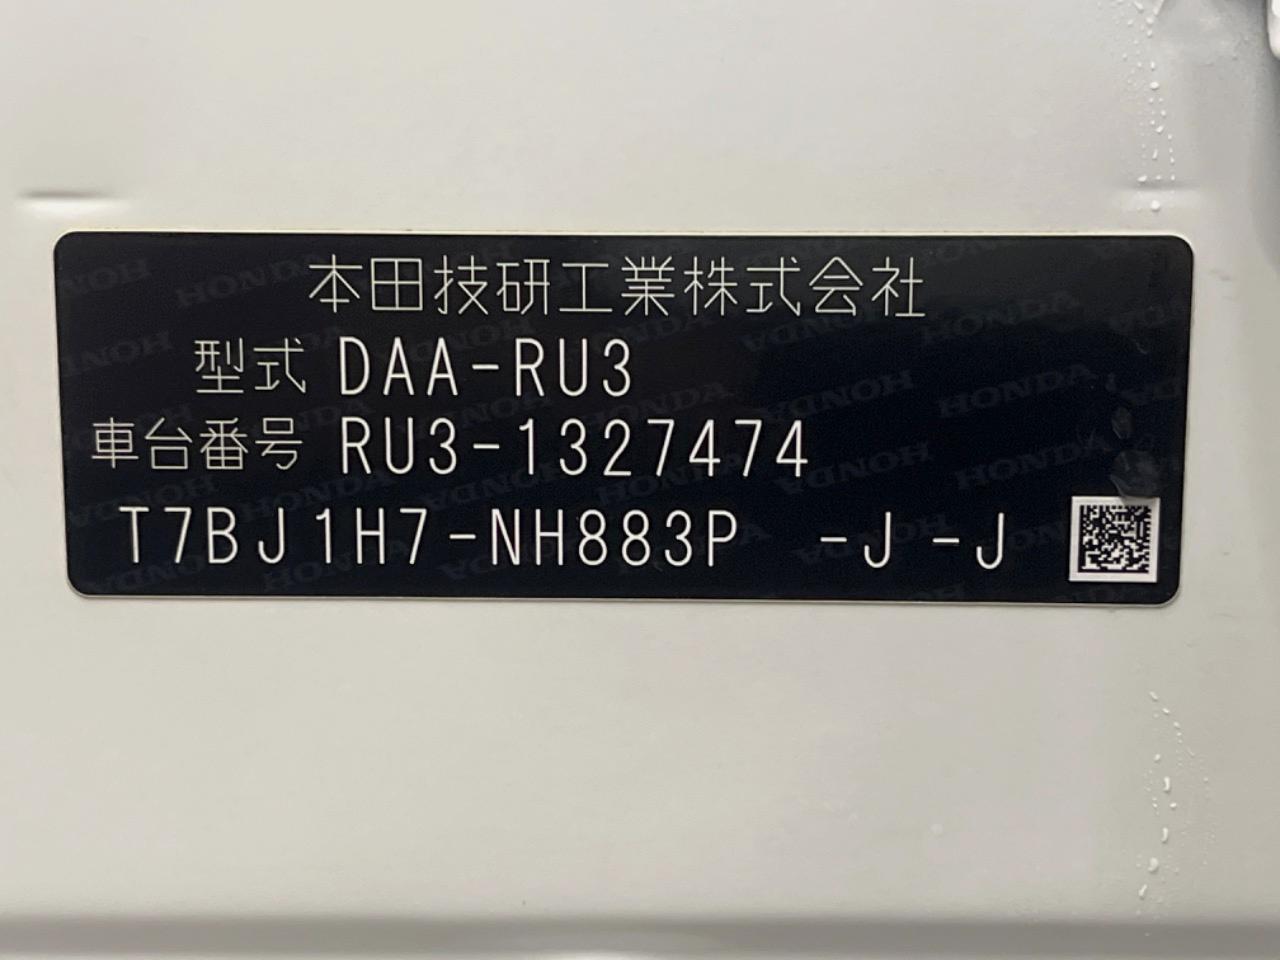 本田技研工業株式会社
型式 DAA-RU3
車台番号 RU3-1327474
T7BJ1H7-NH883P -J-J